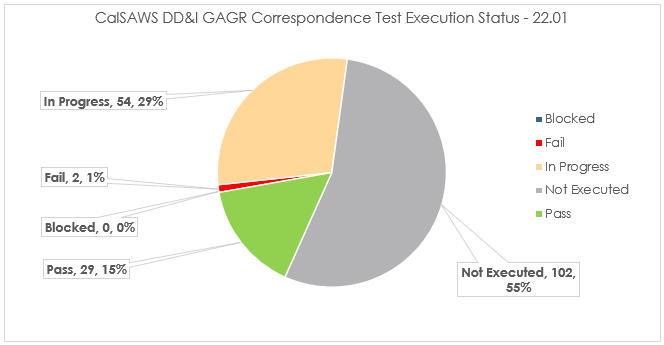 CalSAWS DD&I GAGR Correspondence Test Execution Status - 22.01
In Progress, 54, 29%
Fail, 2, 1%
Blocked, 0, 0%
Pass, 29, 15%
Not Executed, 102,
55%
Blocked
Fail
In Progress
Not Executed
Pass